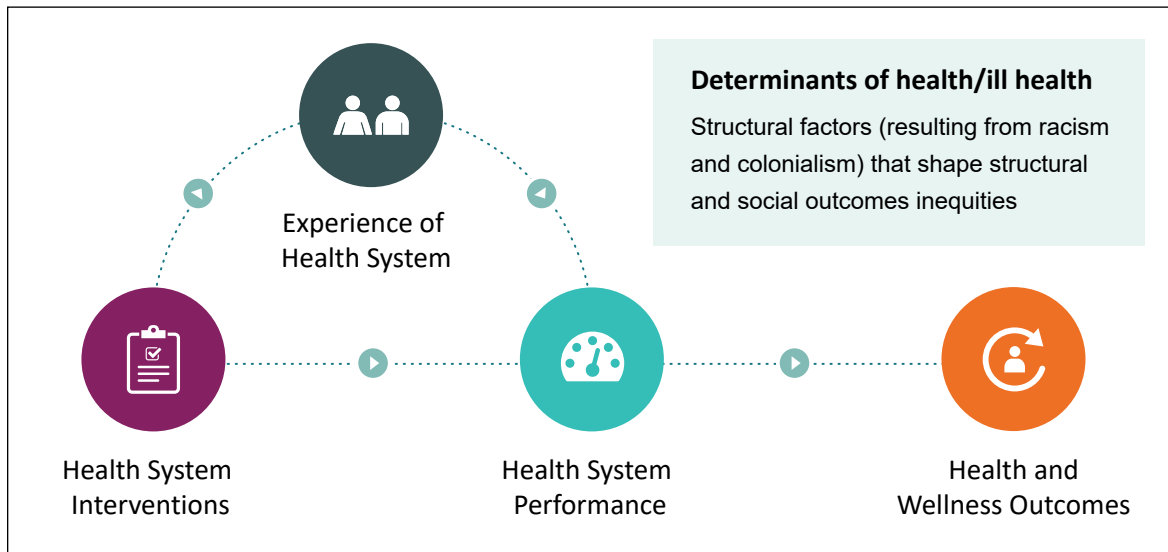 Determinants of health/ill health
Structural factors (resulting from racism
and colonialism) that shape structural
and social outcomes inequities
Experience of
Health System
Health System
Interventions
Health System
Performance
Health and
Wellness Outcomes